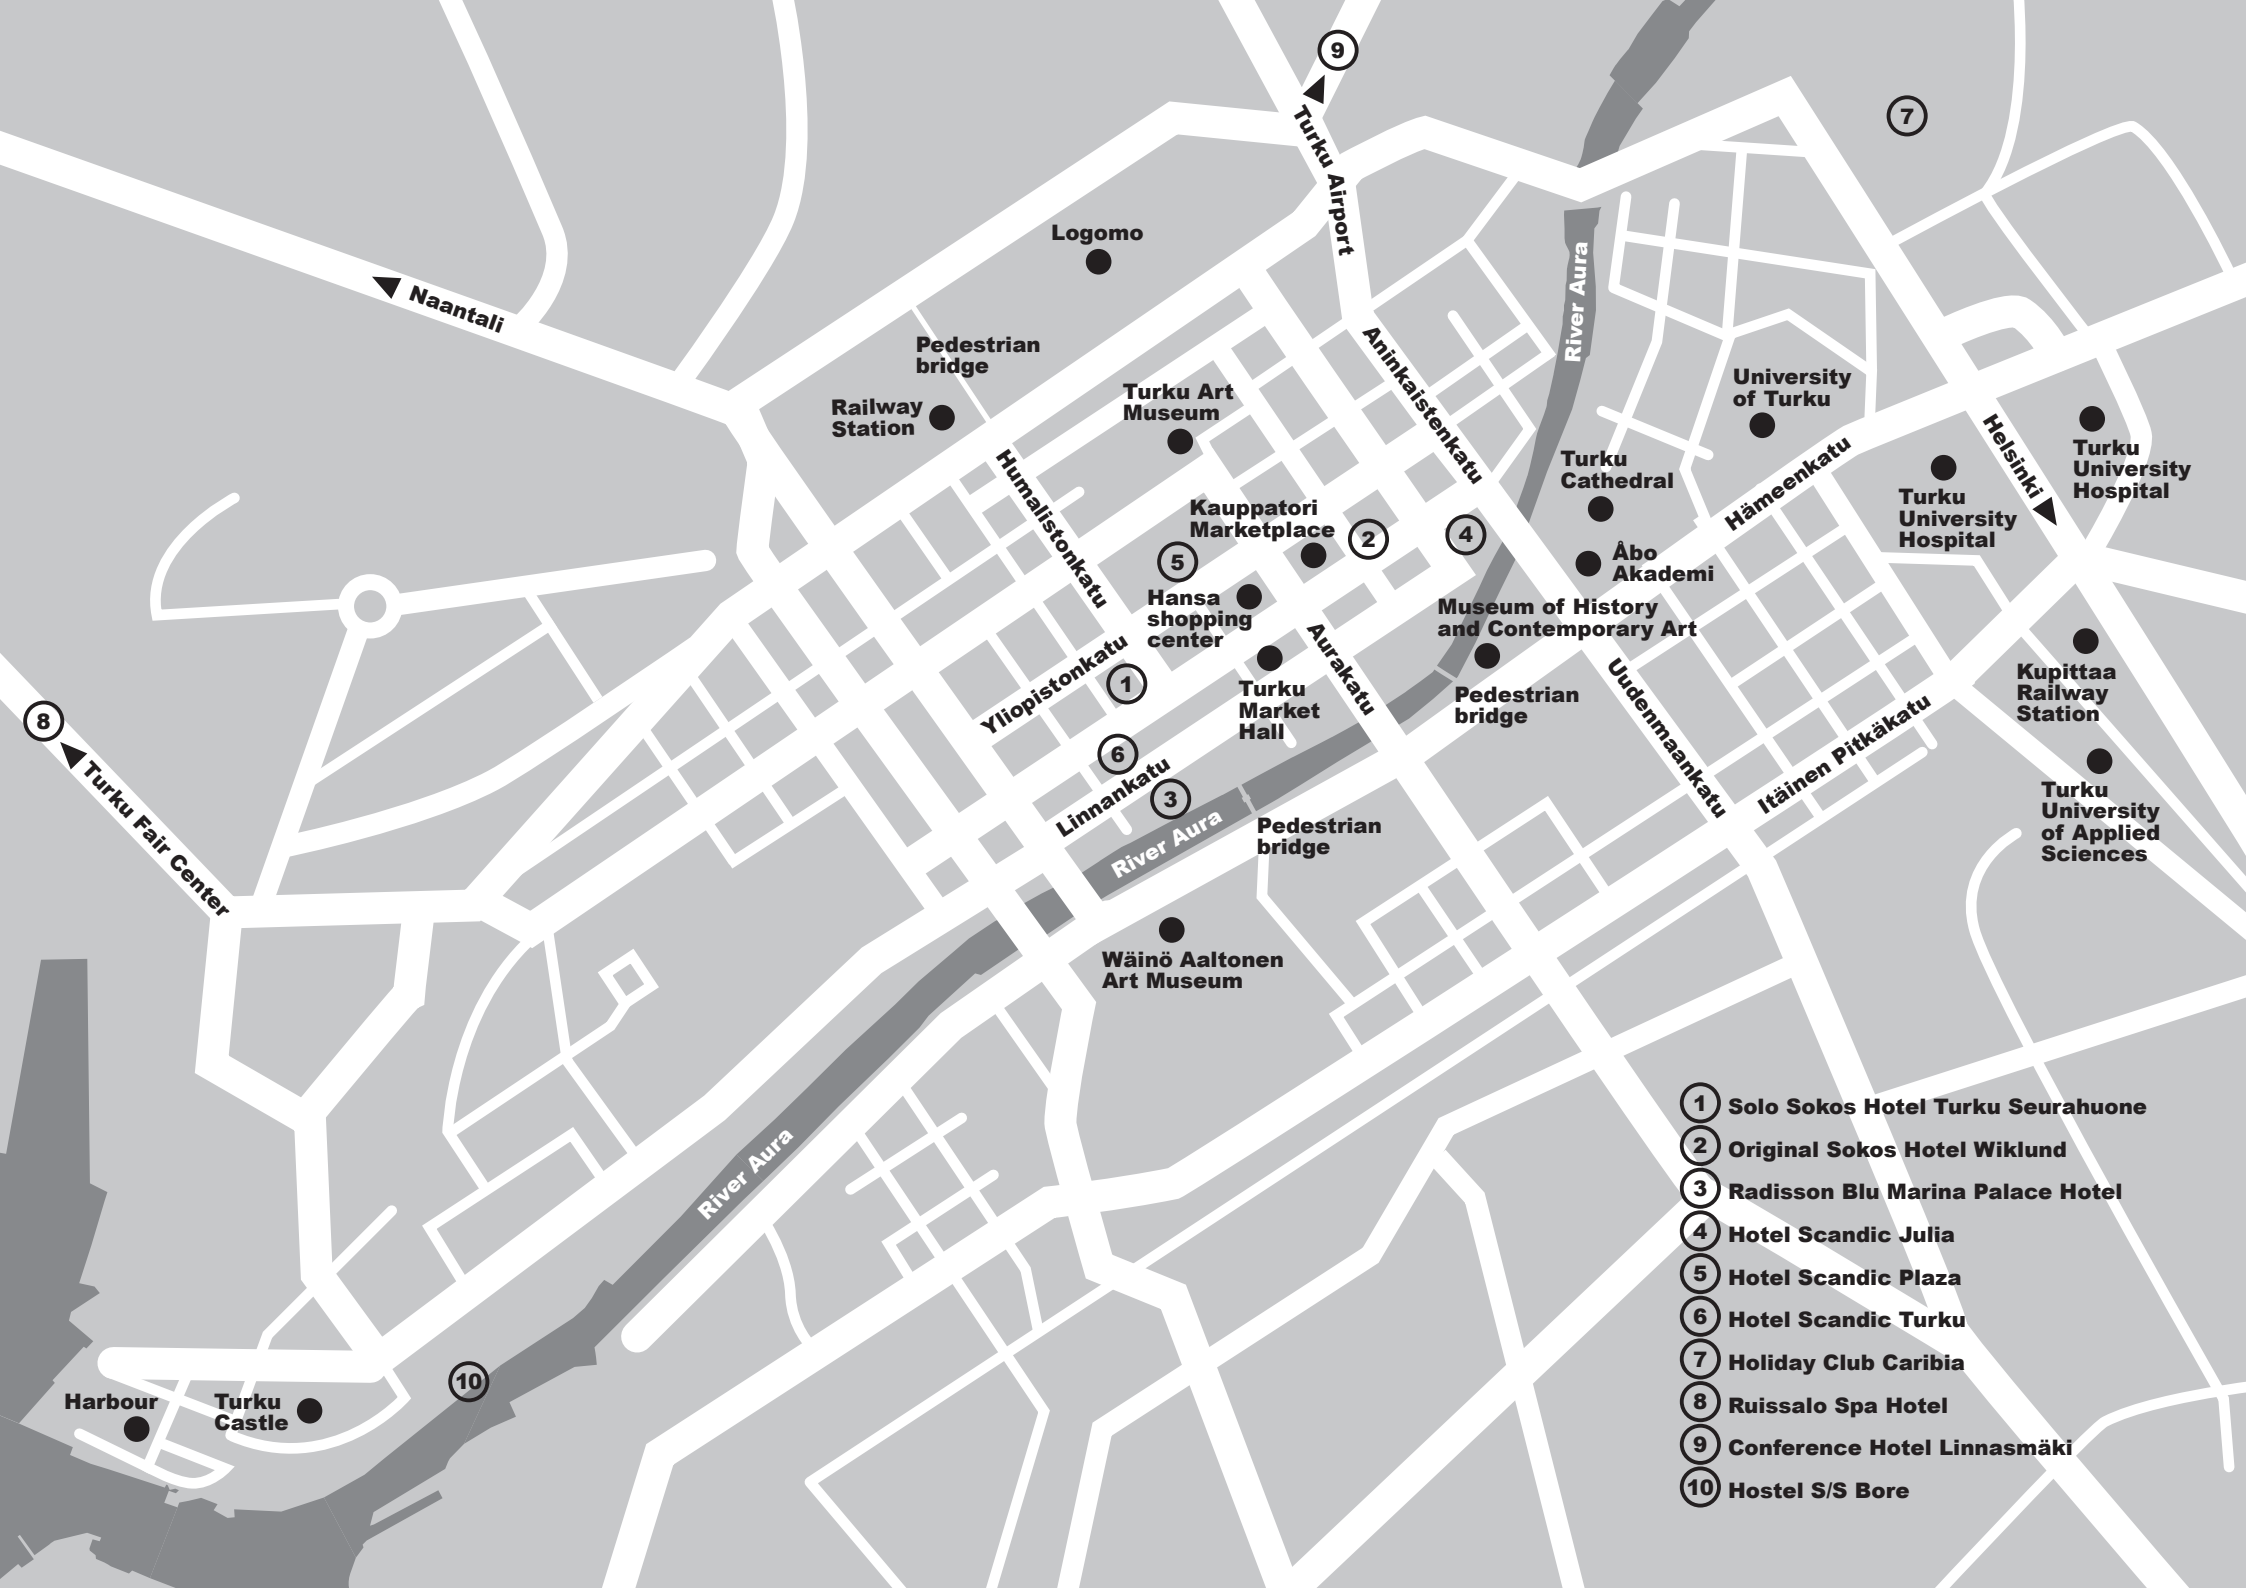 9
7
Turku Airport
Logomo
River Aura
Naantali
Pedestrian
bridge
Railway
Station
Turku Art
Museum
Aninkaistenkatu
University
of Turku
Helsinki
Turku
University
Hospital
Turku
University
Hospital
Hämeenkatu
Humalistonkatu
Turku
Cathedral
Kauppatori
Marketplace
2
4
5
Åbo
Akademi
Hansa
shopping
center
Museum of History
and Contemporary Art
Yliopistonkatu
1
Aurakatu
Turku
Market
Hall
Pedestrian
bridge
Uudenmaankatu
Itäinen Pitkäkatu
Kupittaa
Railway
Station
Turku
University
of Applied
Sciences
8
Turku Fair Center
6
Linnankatu
3
River Aura
Pedestrian
bridge
Wäinö Aaltonen
Art Museum
River Aura
10
Harbour
Turku
Castle
1 Solo Sokos Hotel Turku Seurahuone
2 Original Sokos Hotel Wiklund
3 Radisson Blu Marina Palace Hotel
4 Hotel Scandic Julia
5 Hotel Scandic Plaza
6 Hotel Scandic Turku
7 Holiday Club Caribia
8 Ruissalo Spa Hotel
9 Conference Hotel Linnasmäki
10 Hostel S/S Bore